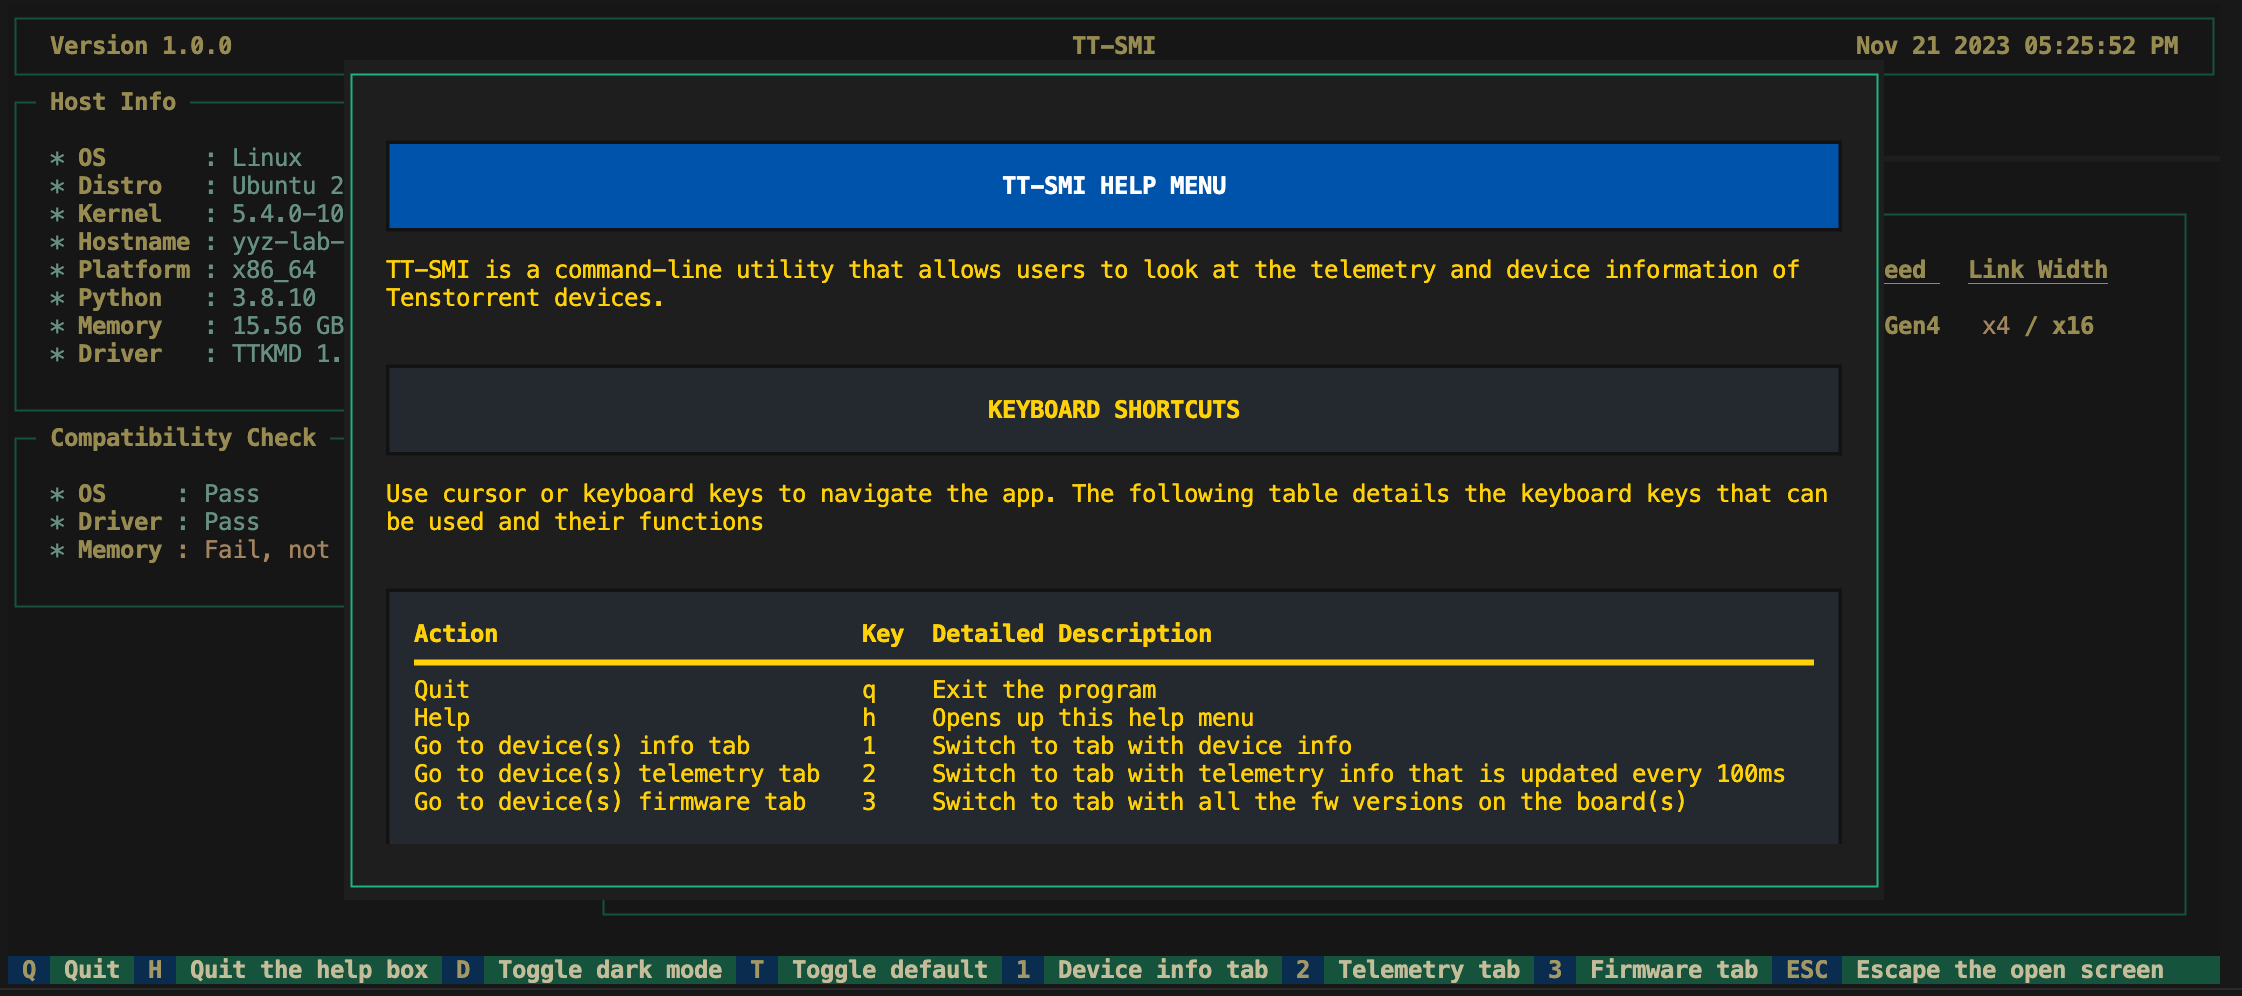 Version 1.0.0 TT-SMI Nov 21 2023 05:25:52 PM
Host Info
* OS : Linux
* Distro : Ubuntu 2
* Kernel : 5.4.0-10
* Hostname : yyz-lab-
* Platform : x86_64
* Python : 3.8.10
* Memory : 15.56 GB
* Driver : TTKMD 1.
Compatibility Check
* OS : Pass
* Driver : Pass
* Memory : Fail, not
TT-SMI HELP MENU
TT-SMI is a command-line utility that allows users to look at the telemetry and device information of
Tenstorrent devices.
KEYBOARD SHORTCUTS
Use cursor or keyboard keys to navigate the app. The following table details the keyboard keys that can
be used and their functions
Action Key Detailed Description
Quit q Exit the program
Help h Opens up this help menu
Go to device(s) info tab 1 Switch to tab with device info
Go to device(s) telemetry tab 2 Switch to tab with telemetry info that is updated every 100ms
Go to device(s) firmware tab 3 Switch to tab with all the fw versions on the board(s)
eed Link Width
Gen4 x4 / x16
Q Quit H Quit the help box D Toggle dark mode T Toggle default 1 Device info tab 2 Telemetry tab 3 Firmware tab ESC Escape the open screen